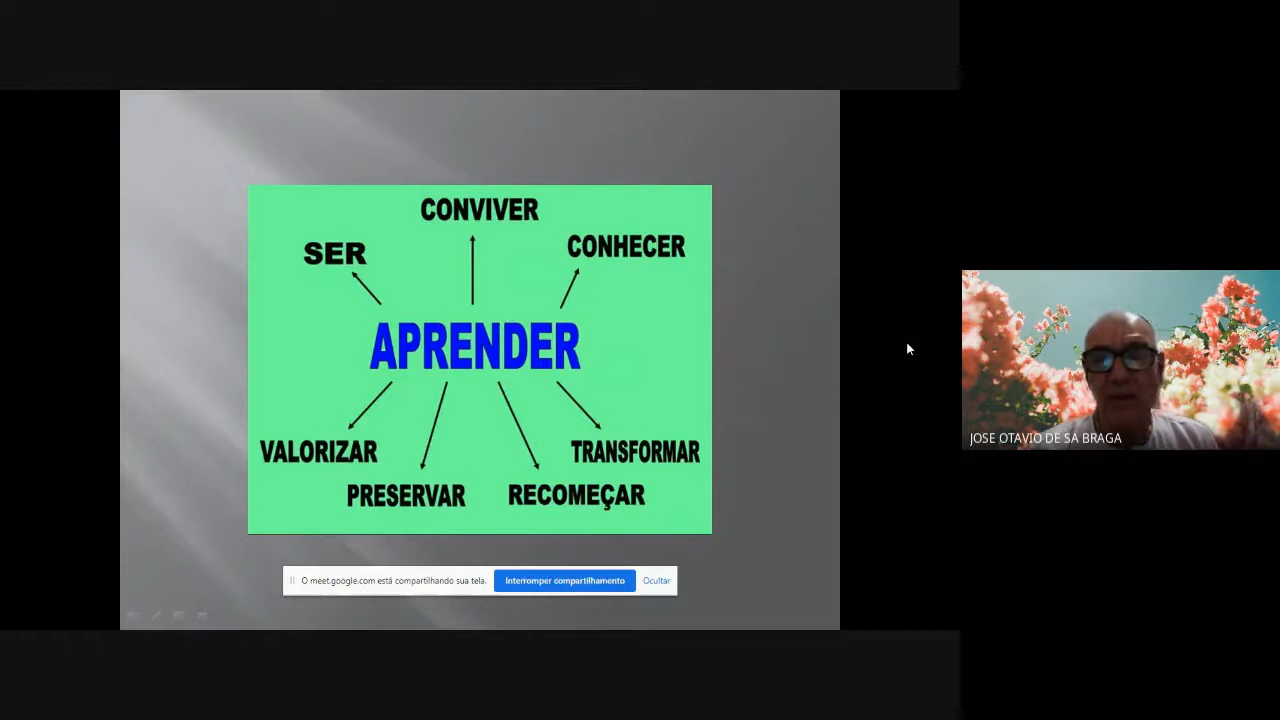 CONVIVER
SER
CONHECER
APRENDER
VALORIZAR
TRANSFORMAR
PRESERVAR
RECOMEÇAR
O meet.google.com está compartilhando sua tela.
Interromper compartilhamento
Ocultar
JOSE OTAVIO DE SA BRAGA